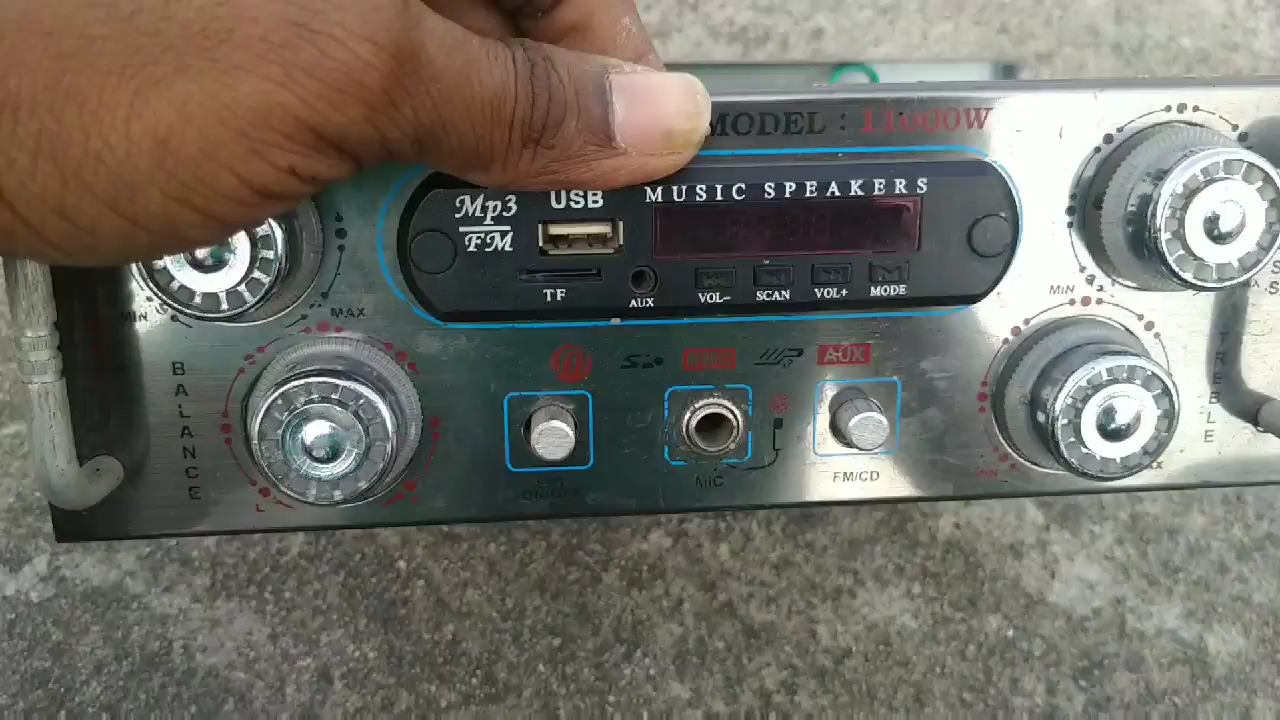 MODEL : 11000W
MUSIC SPEAKERS
Mp3
FM
USB
TF
AUX
VOL-
SCAN
VOL+
MODE
MIN
MAX
MIN
BALANCE
L
AUX
MIC
FM/CD
TREBLE